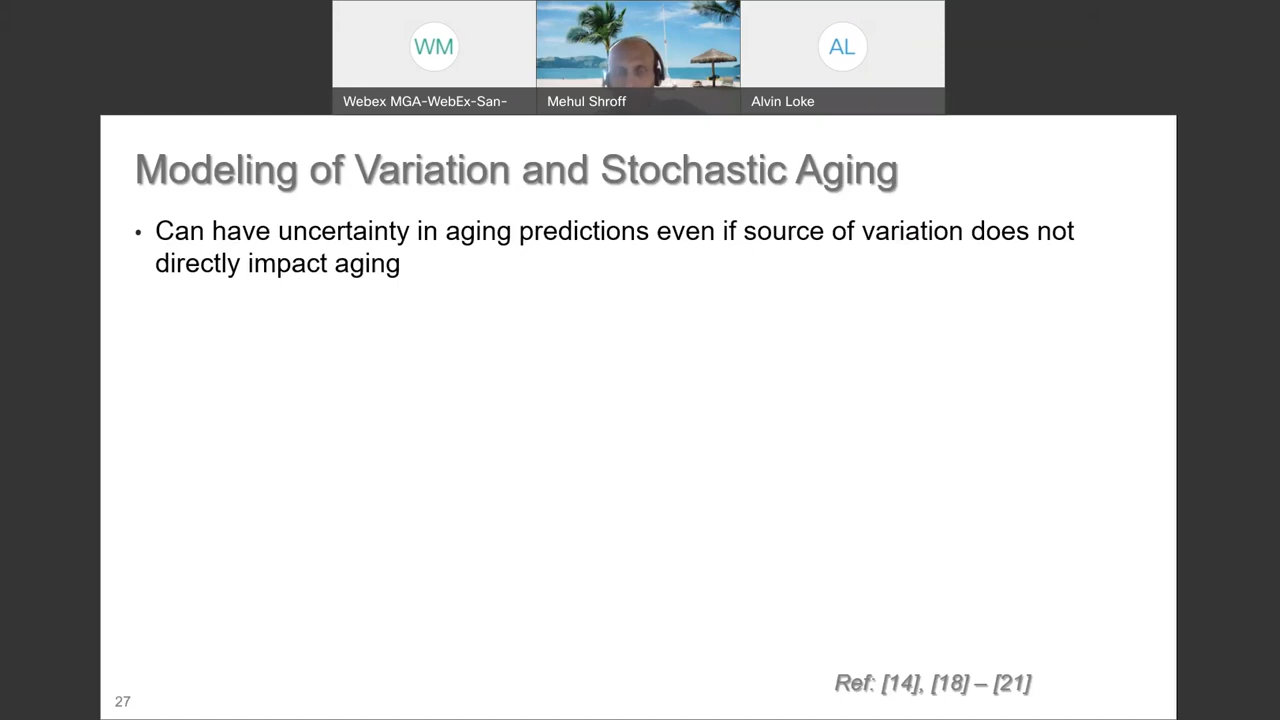 WM
AL
Webex MGA-WebEx-San-
Mehul Shroff
Alvin Loke
Modeling of Variation and Stochastic Aging
• Can have uncertainty in aging predictions even if source of variation does not
directly impact aging
Ref: [14], [18] – [21]
27